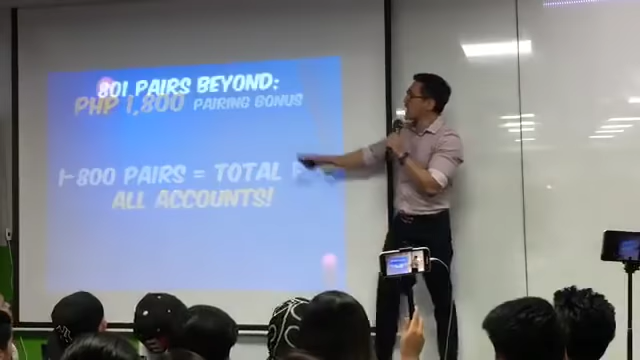 801 PAIRS BEYOND:
PHP 1,800 PAIRING BONUS
1-800 PAIRS = TOTAL
ALL ACCOUNTS!